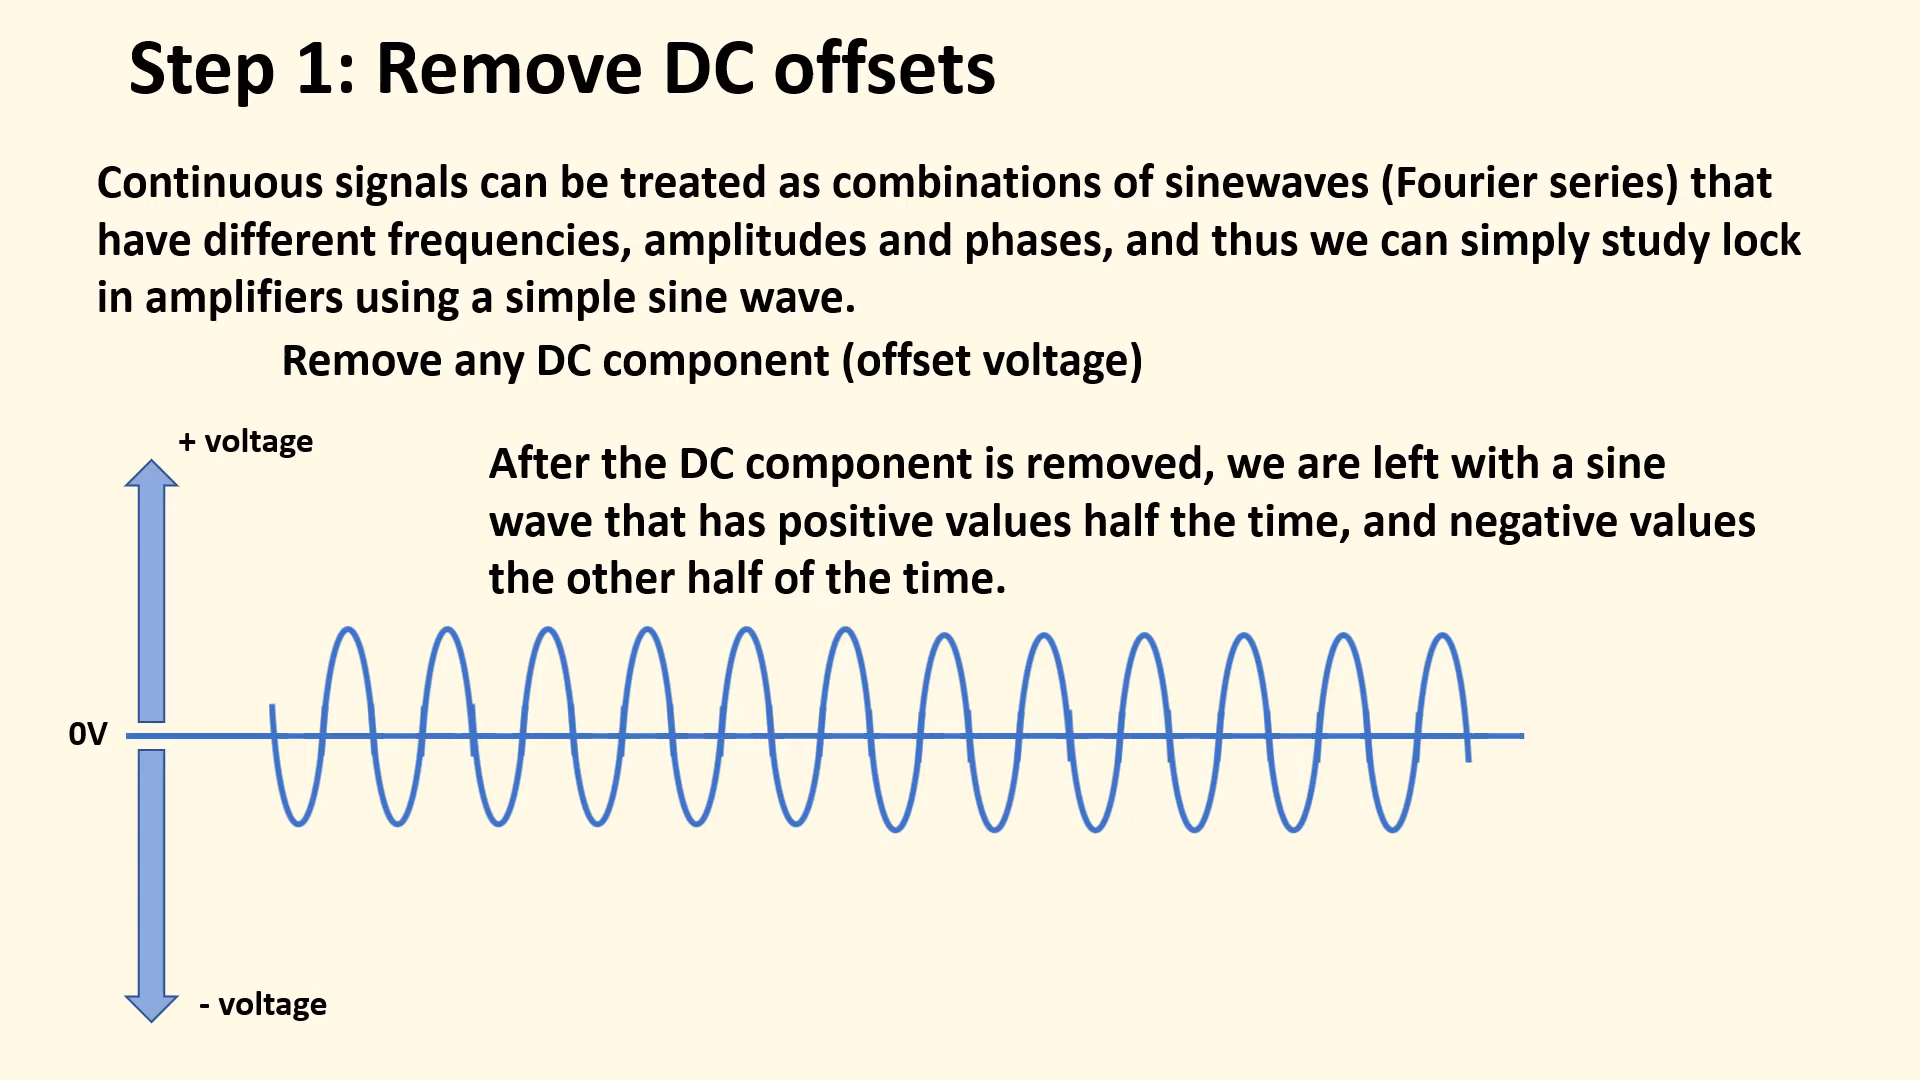 Step 1: Remove DC offsets
Continuous signals can be treated as combinations of sinewaves (Fourier series) that
have different frequencies, amplitudes and phases, and thus we can simply study lock
in amplifiers using a simple sine wave.
Remove any DC component (offset voltage)
+ voltage
After the DC component is removed, we are left with a sine
wave that has positive values half the time, and negative values
the other half of the time.
0V
- voltage